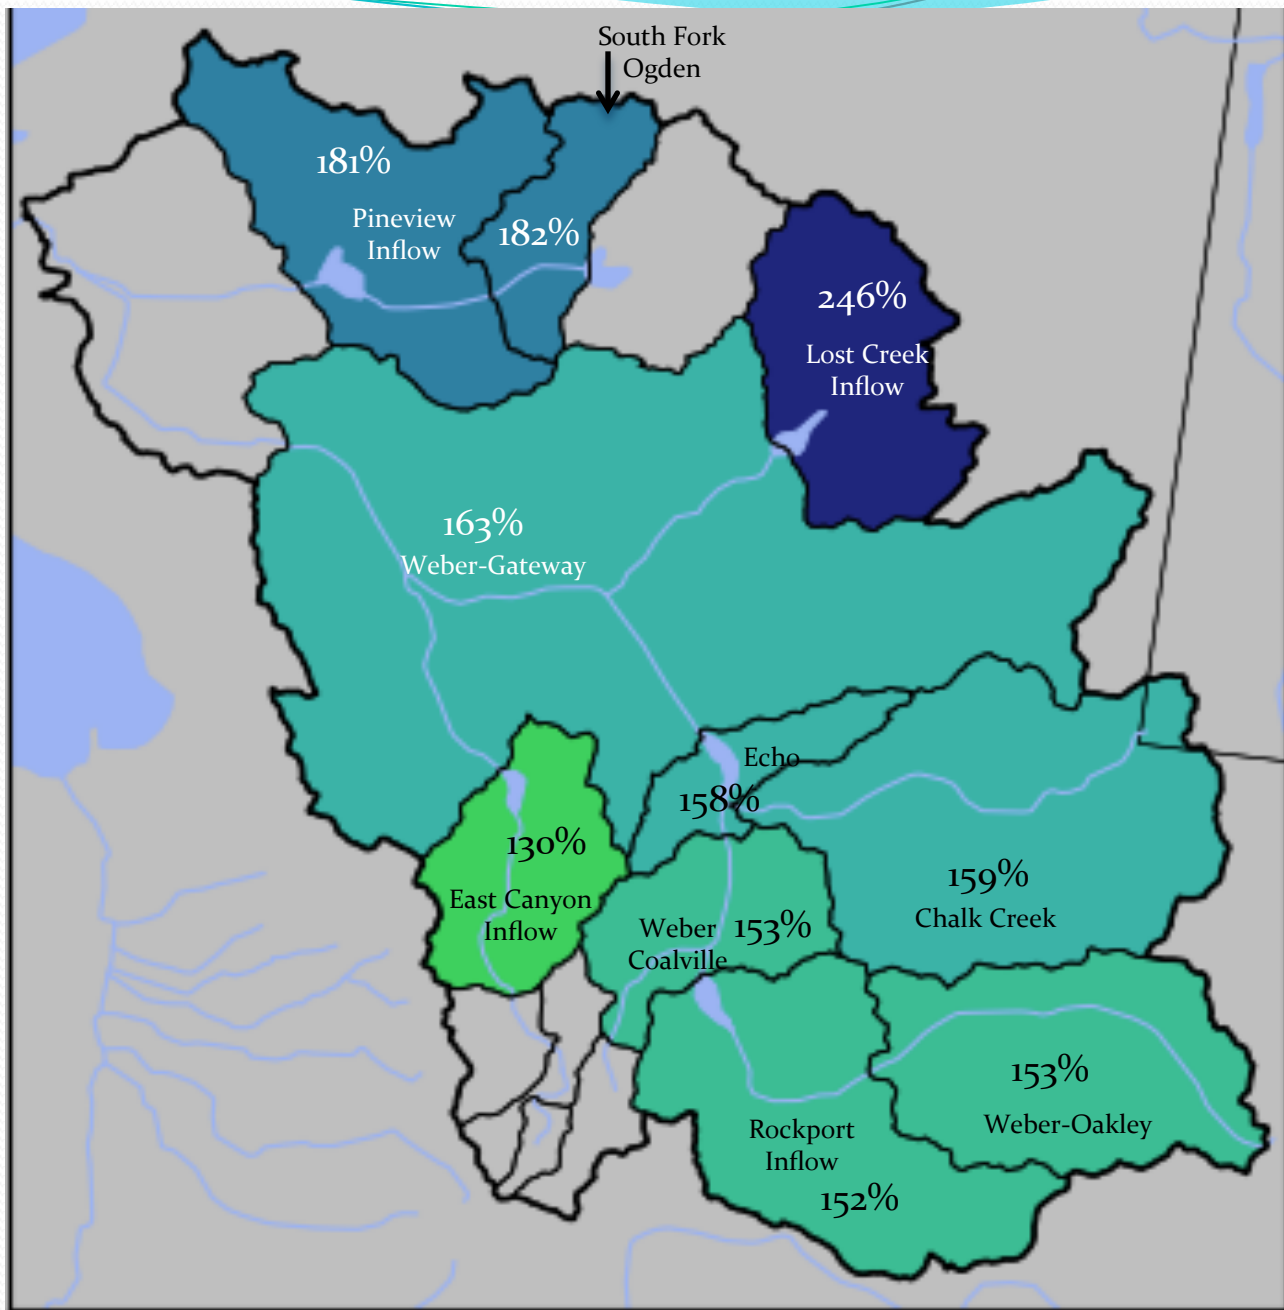 South Fork
Ogden
181%
Pineview
Inflow
182%
246%
Lost Creek
Inflow
163%
Weber-Gateway
Echo
158%
130%
East Canyon
Inflow
159%
Chalk Creek
Weber
Coalville
153%
153%
Weber-Oakley
Rockport
Inflow
152%